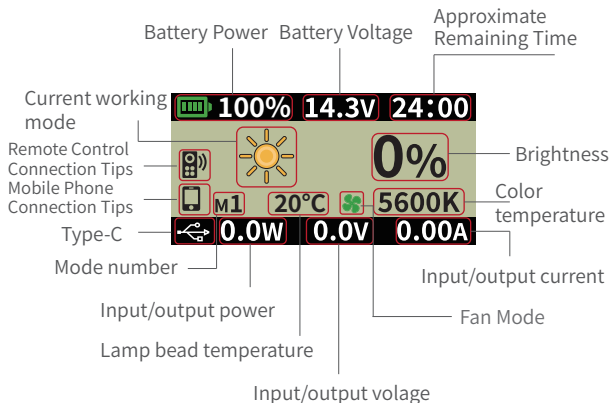 Approximate
Remaining Time
Battery Power
Battery Voltage
100%
14.3V
24:00
Current working
mode
Remote Control
Connection Tips
Mobile Phone
Connection Tips
0%
Brightness
M1
20°C
5600K
Color
temperature
Type-C
0.0W
0.0V
0.00A
Mode number
Input/output current
Input/output power
Fan Mode
Lamp bead temperature
Input/output volage